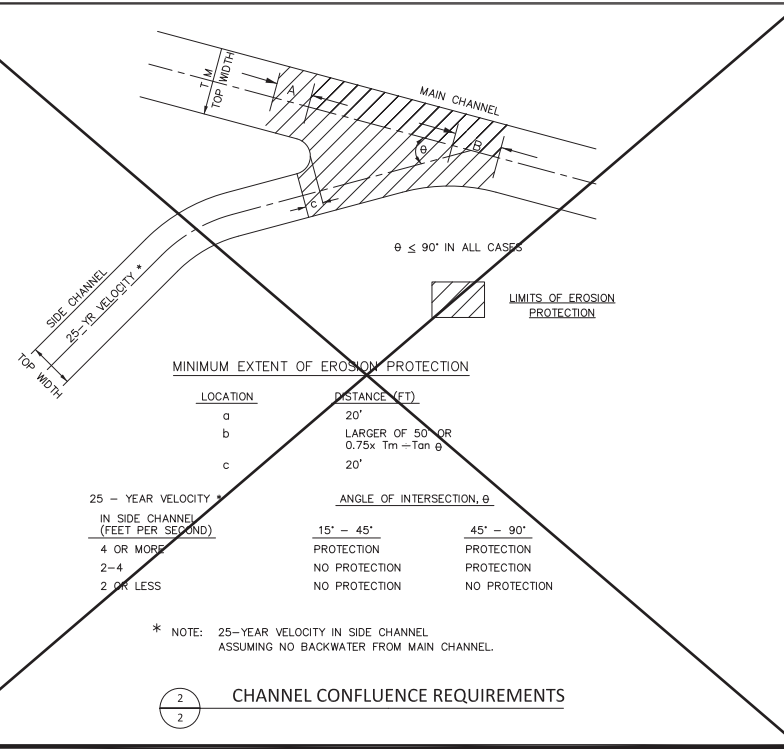 T M
TOP WIDTH
A
MAIN CHANNEL
θ
B
c
SIDE CHANNEL
25-YR VELOCITY *
TOP WIDTH
θ ≤ 90° IN ALL CASES
LIMITS OF EROSION
PROTECTION
MINIMUM EXTENT OF EROSION PROTECTION
LOCATION DISTANCE (FT)
a 20'
b LARGER OF 50' OR
0.75x Tm -Tan θ
c 20'
25 - YEAR VELOCITY * ANGLE OF INTERSECTION, θ
IN SIDE CHANNEL
(FEET PER SECOND) 15° - 45° 45° - 90°
4 OR MORE PROTECTION PROTECTION
2-4 NO PROTECTION PROTECTION
2 OR LESS NO PROTECTION NO PROTECTION
* NOTE: 25-YEAR VELOCITY IN SIDE CHANNEL
ASSUMING NO BACKWATER FROM MAIN CHANNEL.
2
2
CHANNEL CONFLUENCE REQUIREMENTS